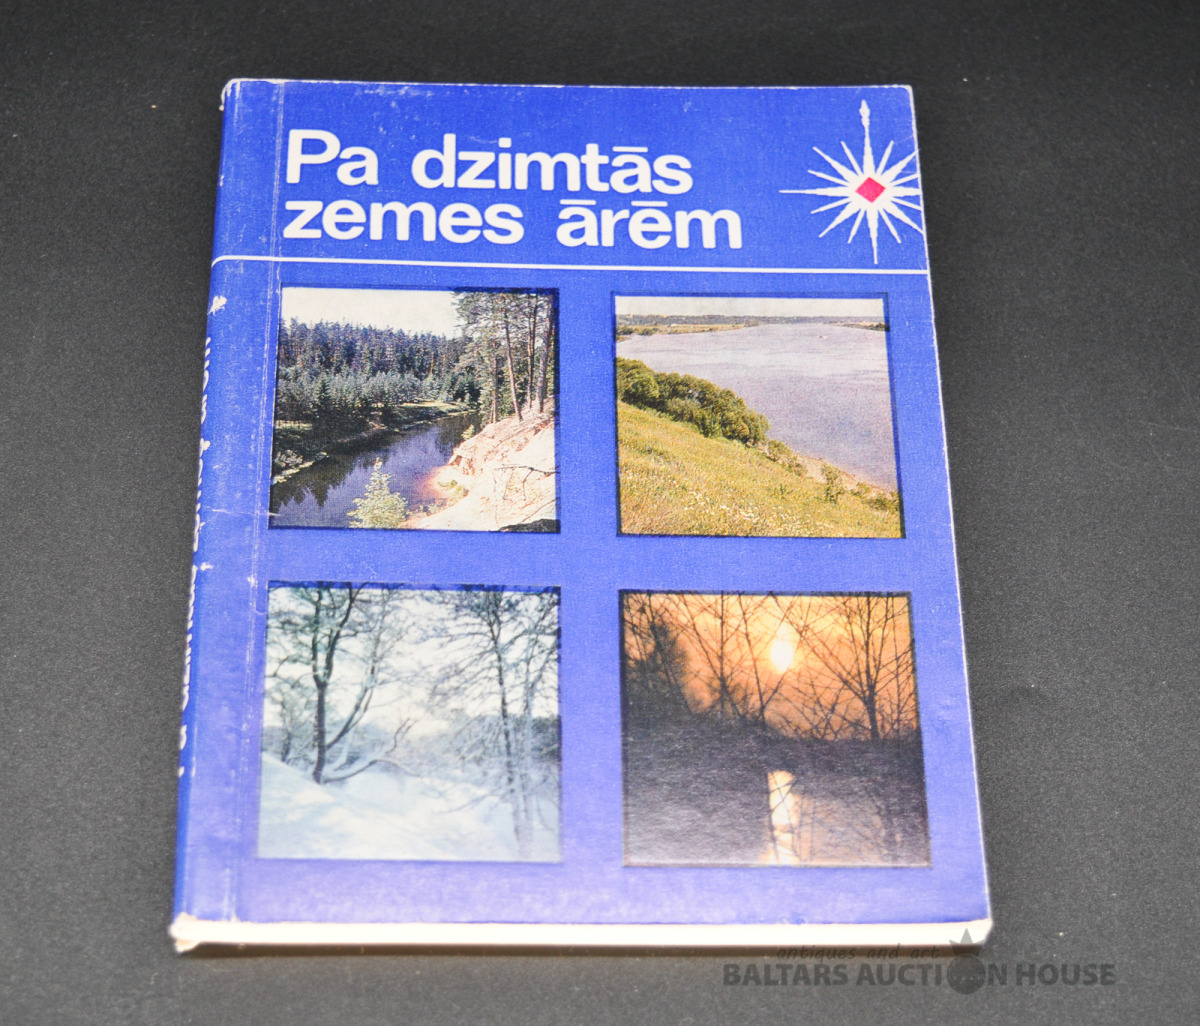 Pa dzimtās
zemes ārēm
antiques and art
BALTARS AUCTION HOUSE